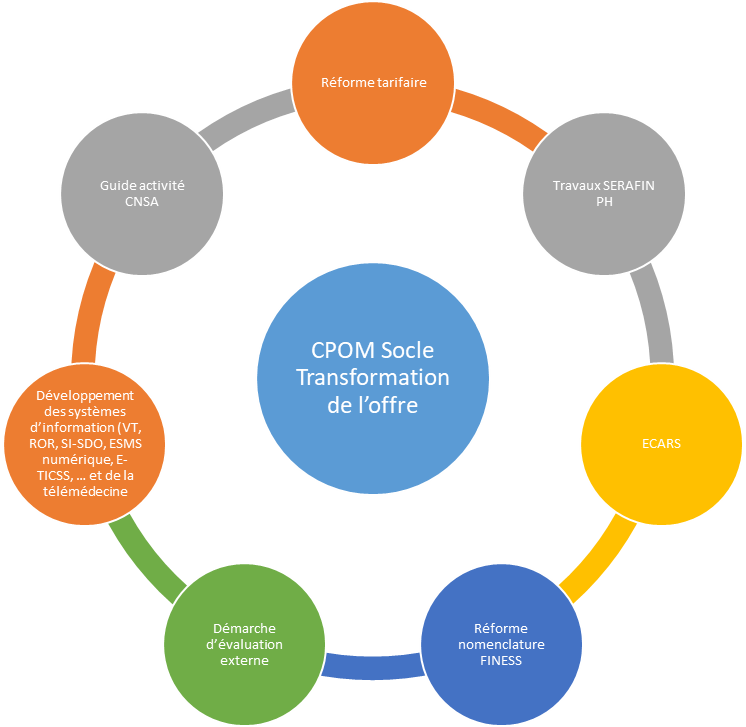 Réforme tarifaire
Travaux SERAFIN
PH
ECARS
Réforme
nomenclature
FINESS
Démarche
d'évaluation
externe
Développement
des systèmes
d'information (VT,
ROR, SI-SDO, ESMS
numérique, E-
TICSS, … et de la
télémédecine
Guide activité
CNSA
CPOM Socle
Transformation
de l'offre